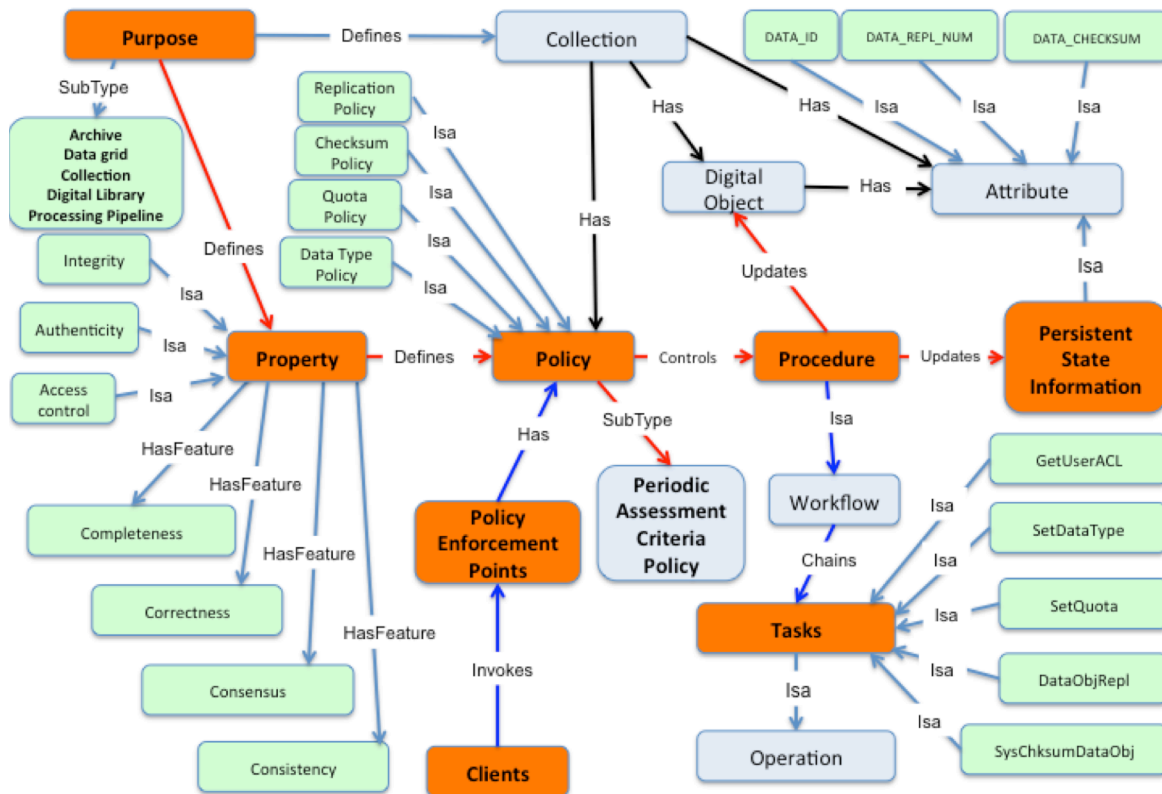 Purpose
Defines
Collection
DATA_ID
DATA_REPL_NUM
DATA_CHECKSUM
SubType
Replication
Policy
Isa
Has
Has
Isa
Isa
Isa
Archive
Data grid
Collection
Digital Library
Processing Pipeline
Checksum
Policy
Isa
Quota
Policy
Isa
Has
Digital
Object
Has
Attribute
Defines
Data Type
Policy
Isa
Updates
Isa
Integrity
Isa
Authenticity
Isa
Access
control
Isa
Property
Defines
Policy
Controls
Procedure
Updates
Persistent
State
Information
HasFeature
HasFeature
HasFeature
HasFeature
Completeness
Correctness
Consensus
Consistency
Has
SubType
Isa
Policy
Enforcement
Points
Periodic
Assessment
Criteria
Policy
Workflow
Chains
Invokes
Clients
Tasks
Isa
Operation
Isa
GetUserACL
Isa
SetDataType
Isa
SetQuota
Isa
DataObjRepl
Isa
SysChksumDataObj